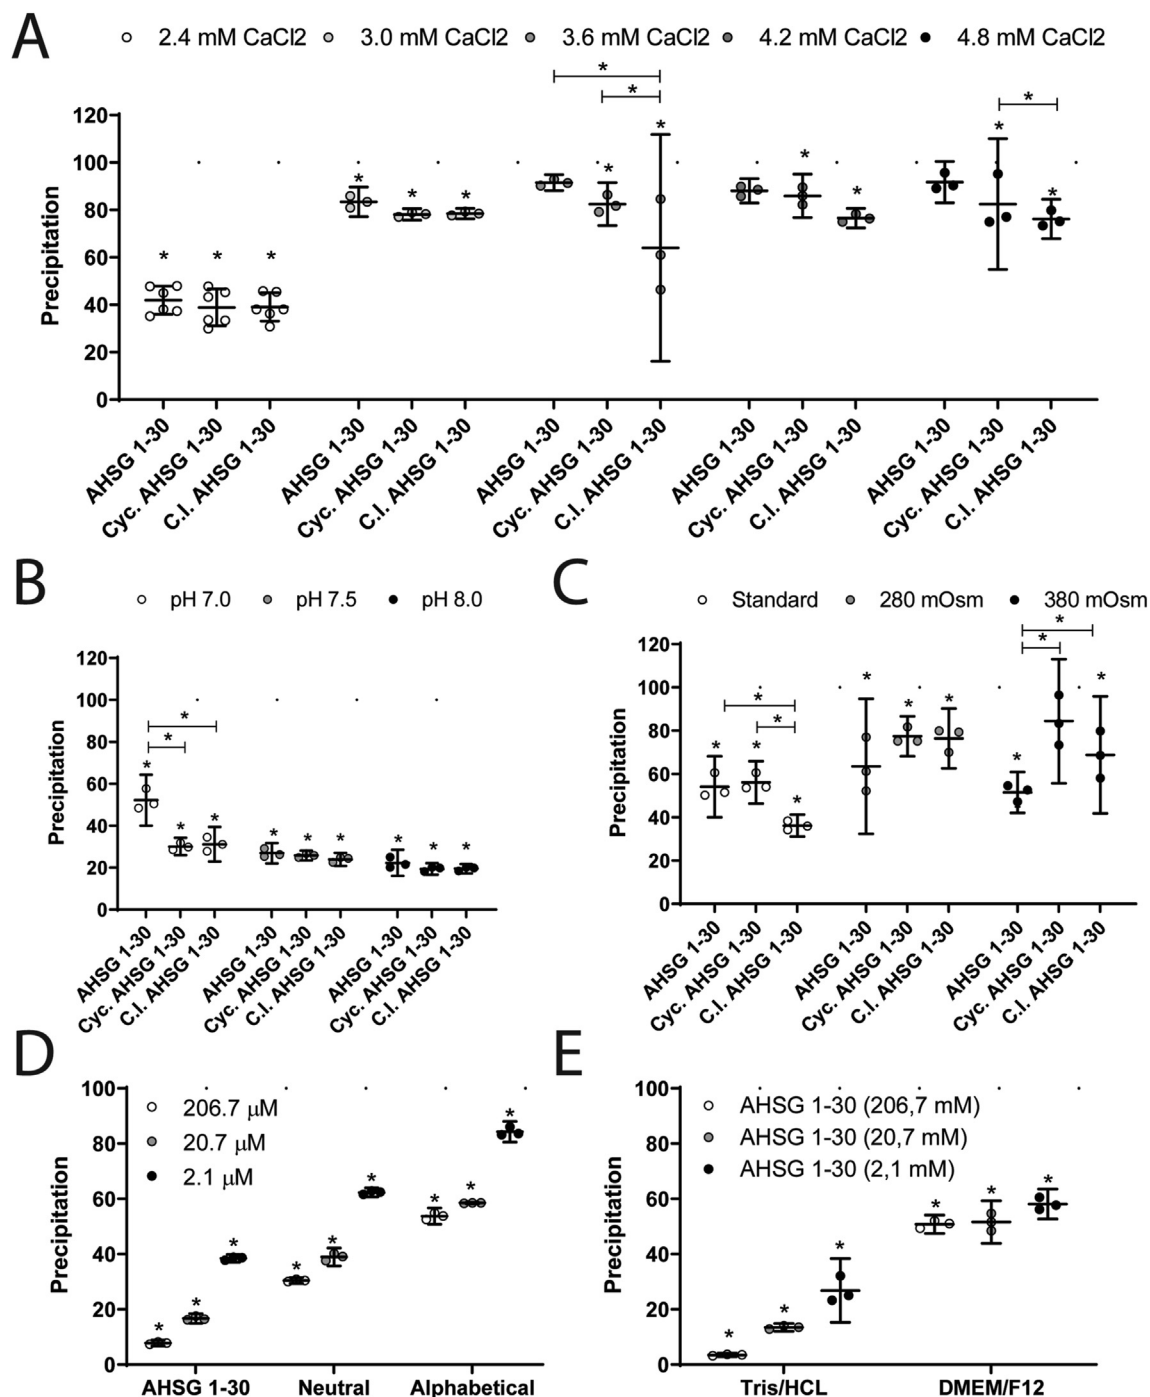 A
2.4 mM CaCl2 3.0 mM CaCl2 3.6 mM CaCl2 4.2 mM CaCl2 4.8 mM CaCl2
* * *
Precipitation
120
100
80
60
40
20
0
* * * * * * * * * * * * *
AHSG 1-30 Cyc. AHSG 1-30 C.I. AHSG 1-30 AHSG 1-30 Cyc. AHSG 1-30 C.I. AHSG 1-30 AHSG 1-30 Cyc. AHSG 1-30 C.I. AHSG 1-30 AHSG 1-30 Cyc. AHSG 1-30 C.I. AHSG 1-30 AHSG 1-30 Cyc. AHSG 1-30 C.I. AHSG 1-30
B
pH 7.0 pH 7.5 pH 8.0
Precipitation
120
100
80
60
40
20
0
* * * * * * * * * * *
AHSG 1-30 Cyc. AHSG 1-30 C.I. AHSG 1-30 AHSG 1-30 Cyc. AHSG 1-30 C.I. AHSG 1-30 AHSG 1-30 Cyc. AHSG 1-30 C.I. AHSG 1-30
C
Standard 280 mOsm 380 mOsm
Precipitation
120
100
80
60
40
20
0
* * * * * * * * * * * * *
AHSG 1-30 Cyc. AHSG 1-30 C.I. AHSG 1-30 AHSG 1-30 Cyc. AHSG 1-30 C.I. AHSG 1-30 AHSG 1-30 Cyc. AHSG 1-30 C.I. AHSG 1-30
D
Precipitation
100
80
60
40
20
0
206.7 µM
20.7 µM
2.1 µM
* * * * * * * * *
AHSG 1-30 Neutral Alphabetical
E
Precipitation
100
80
60
40
20
0
AHSG 1-30 (206,7 mM)
AHSG 1-30 (20,7 mM)
AHSG 1-30 (2,1 mM)
* * * * * *
Tris/HCL DMEM/F12